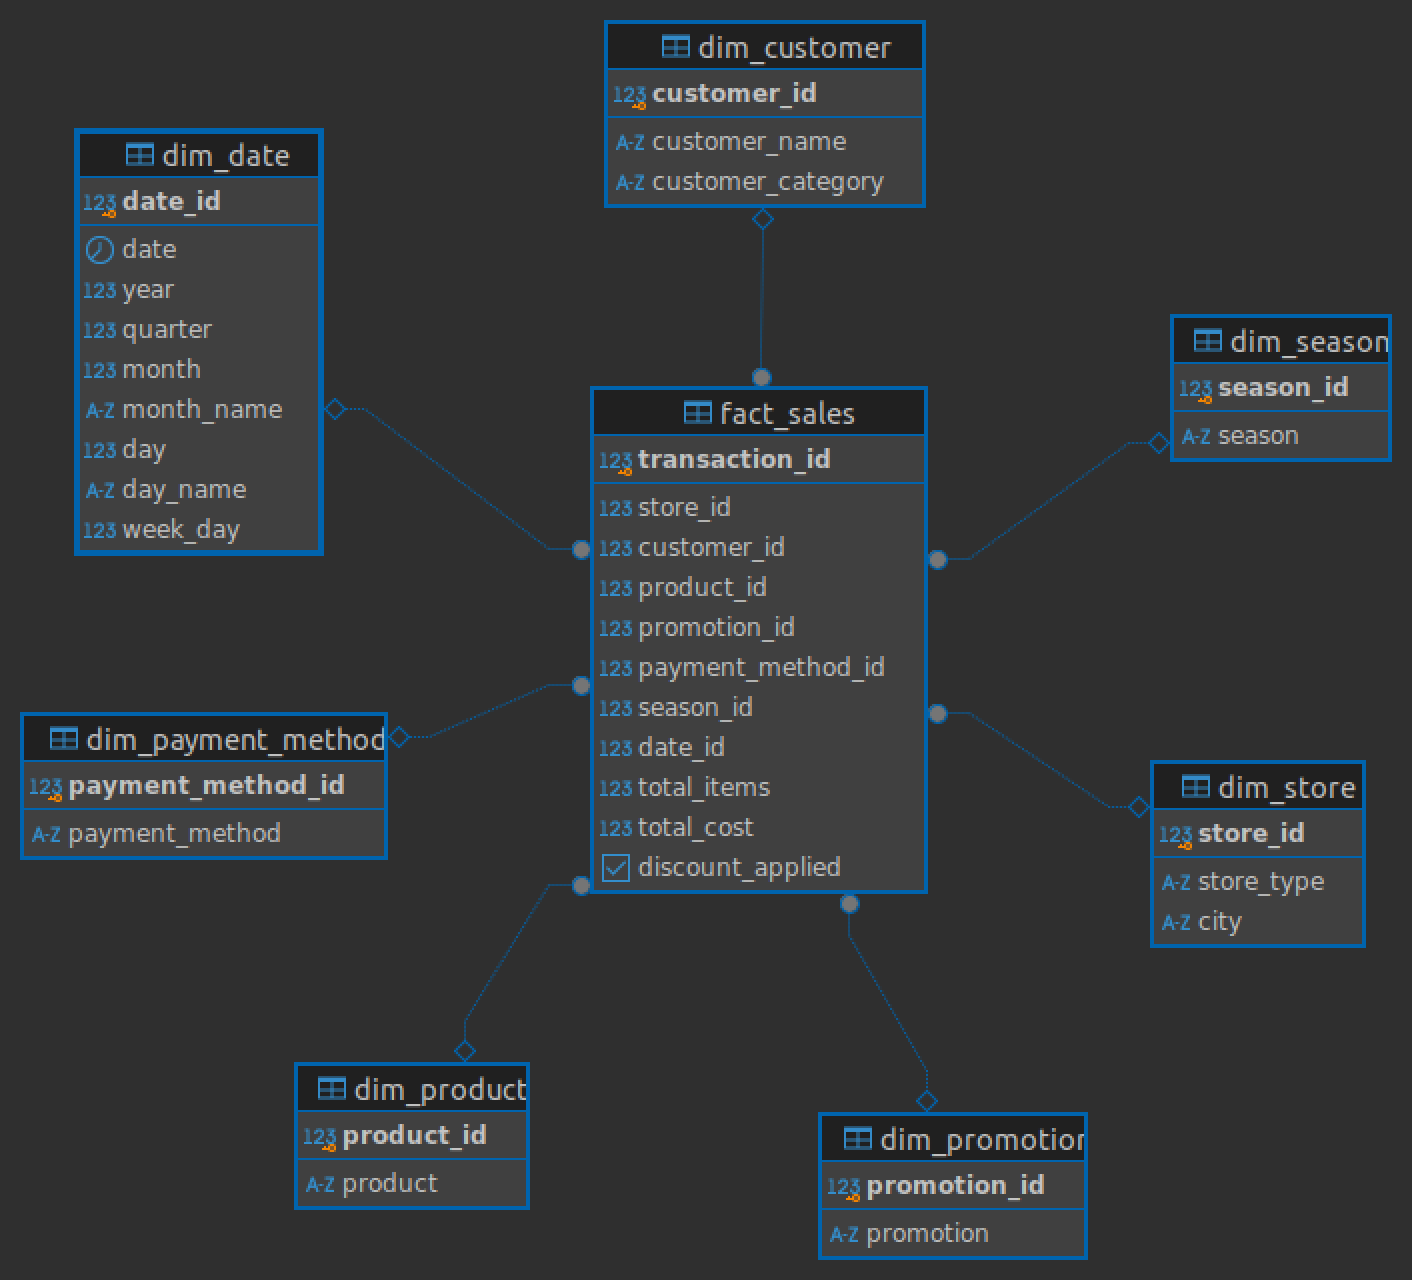 dim_customer
123 customer_id
A-Z customer_name
A-Z customer_category
dim_date
123 date_id
date
123 year
123 quarter
123 month
A-Z month_name
123 day
A-Z day_name
123 week_day
dim_season
123 season_id
A-Z season
fact_sales
123 transaction_id
123 store_id
123 customer_id
123 product_id
123 promotion_id
123 payment_method_id
123 season_id
123 date_id
123 total_items
123 total_cost
discount_applied
dim_payment_method
123 payment_method_id
A-Z payment_method
dim_store
123 store_id
A-Z store_type
A-Z city
dim_product
123 product_id
A-Z product
dim_promotion
123 promotion_id
A-Z promotion